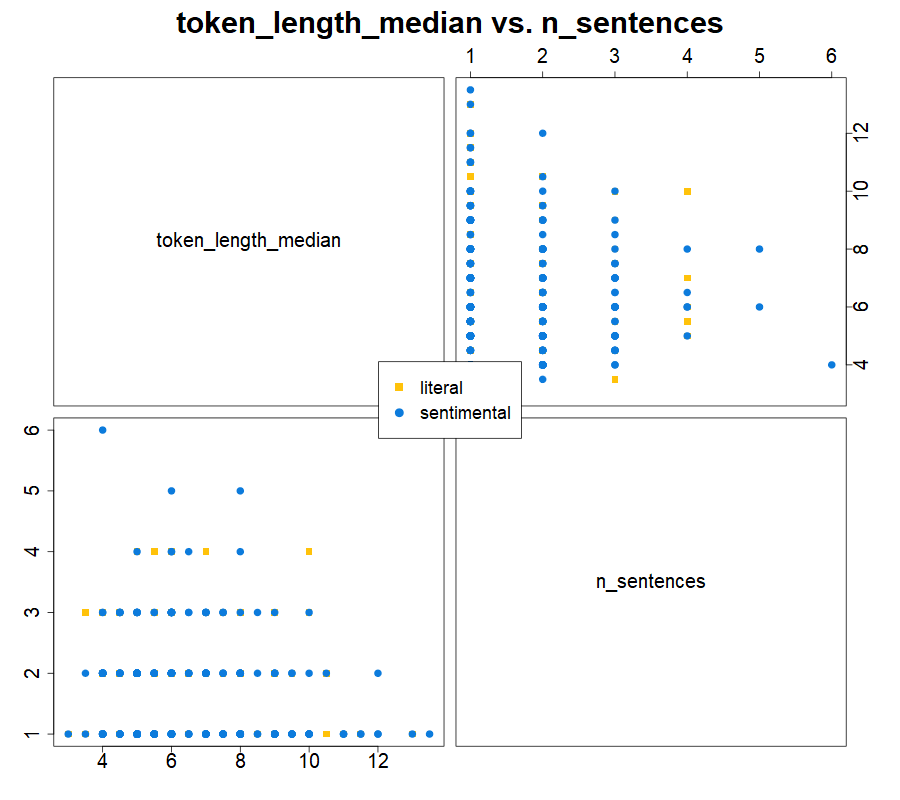 token_length_median vs. n_sentences
1 2 3 4 5 6
token_length_median
12
10
8
6
4
literal
sentimental
6
5
4
3
2
1
n_sentences
4 6 8 10 12